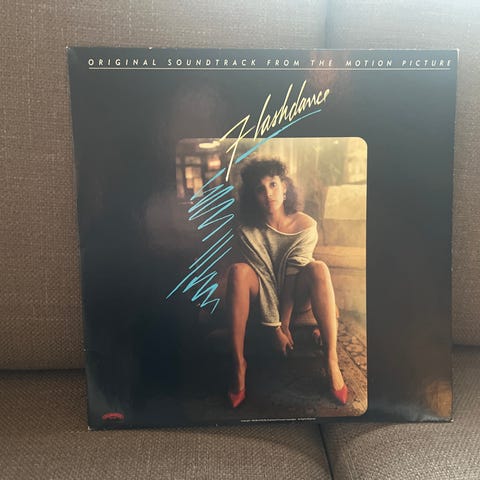 ORIGINAL SOUNDTRACK FROM THE MOTION PICTURE
Flashdance